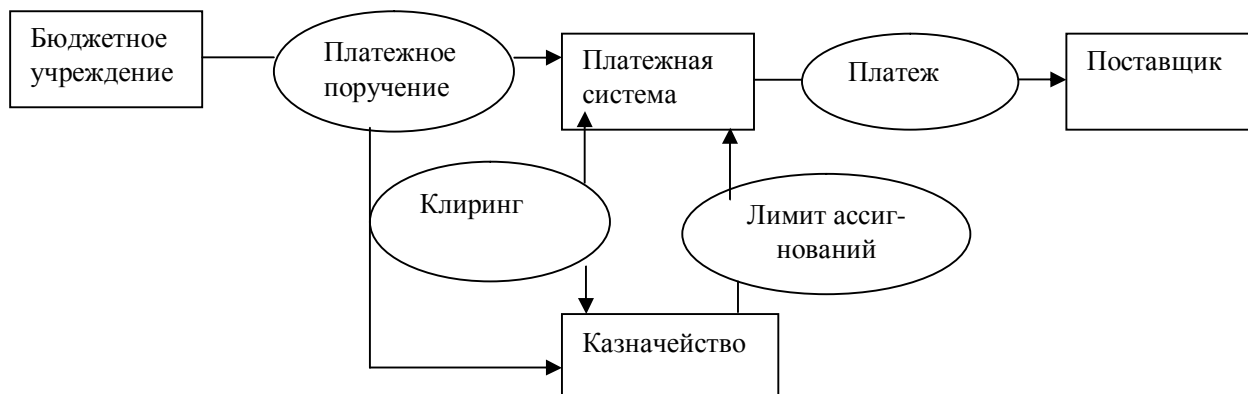 Бюджетное
учреждение
Платежное
поручение
Платежная
система
Платеж
Поставщик
Клиринг
Лимит ассиг-
нований
Казначейство